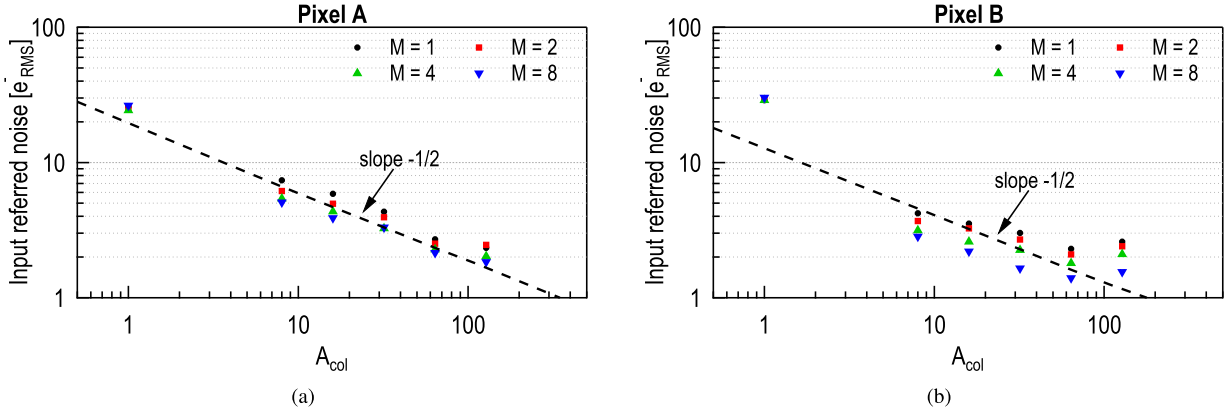 Pixel A
Input referred noise [e⁻RMS]
100
10
1
M = 1
M = 2
M = 4
M = 8
slope -1/2
1
10
100
Acol
(a)
Pixel B
Input referred noise [e⁻RMS]
100
10
1
M = 1
M = 2
M = 4
M = 8
slope -1/2
1
10
100
Acol
(b)